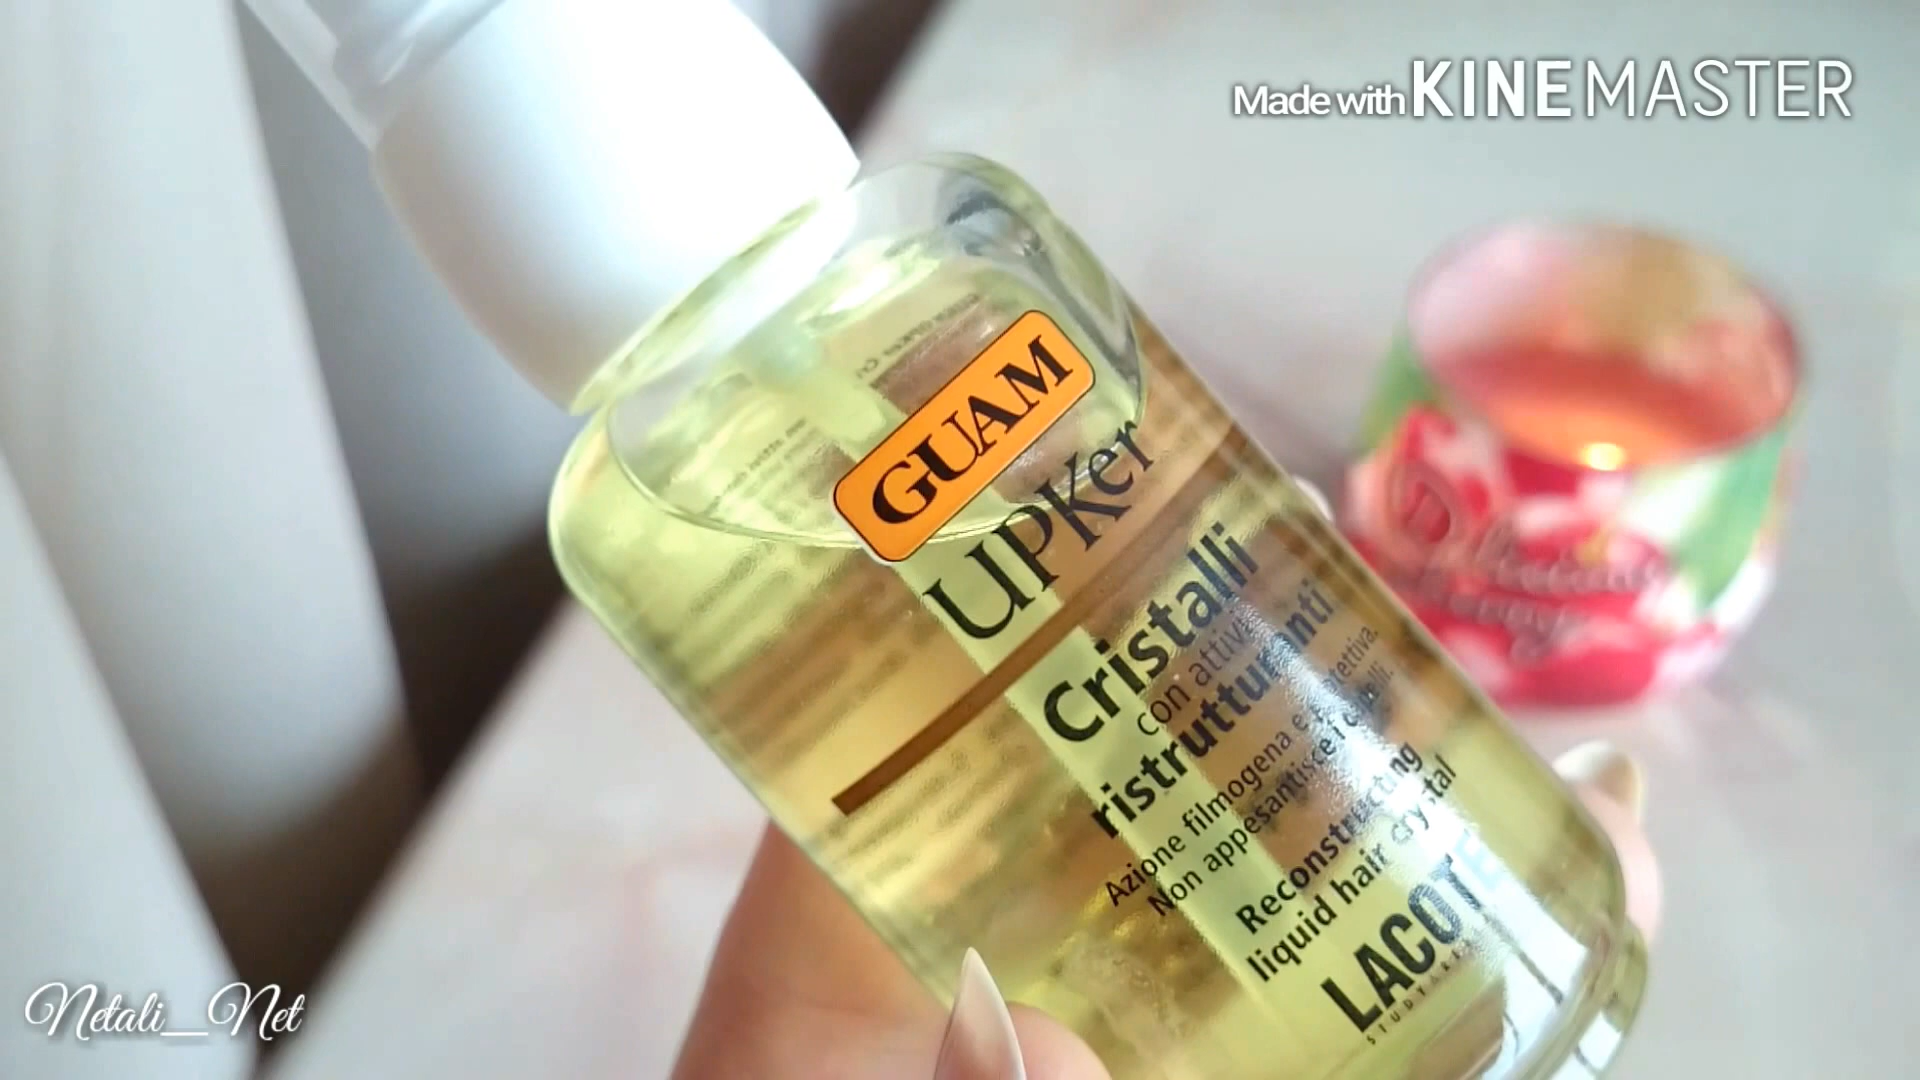 Made with KINEMASTER
GUAM
UPKer
Cristalli
con attivi
ristrutturanti
Azione filmogena e protettiva.
Non appesantisce i capelli.
Reconstructing
liquid hair crystal
LACOTE
Delicious
Netali_Net